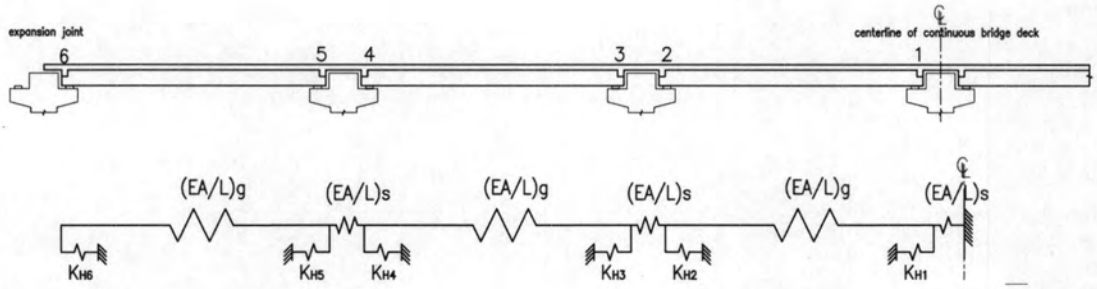 ℄
expansion joint
centerline of continuous bridge deck
6 5 4 3 2 1
℄
(EA/L)g (EA/L)s (EA/L)g (EA/L)s (EA/L)g (EA/L)s
KH6 KH5 KH4 KH3 KH2 KH1